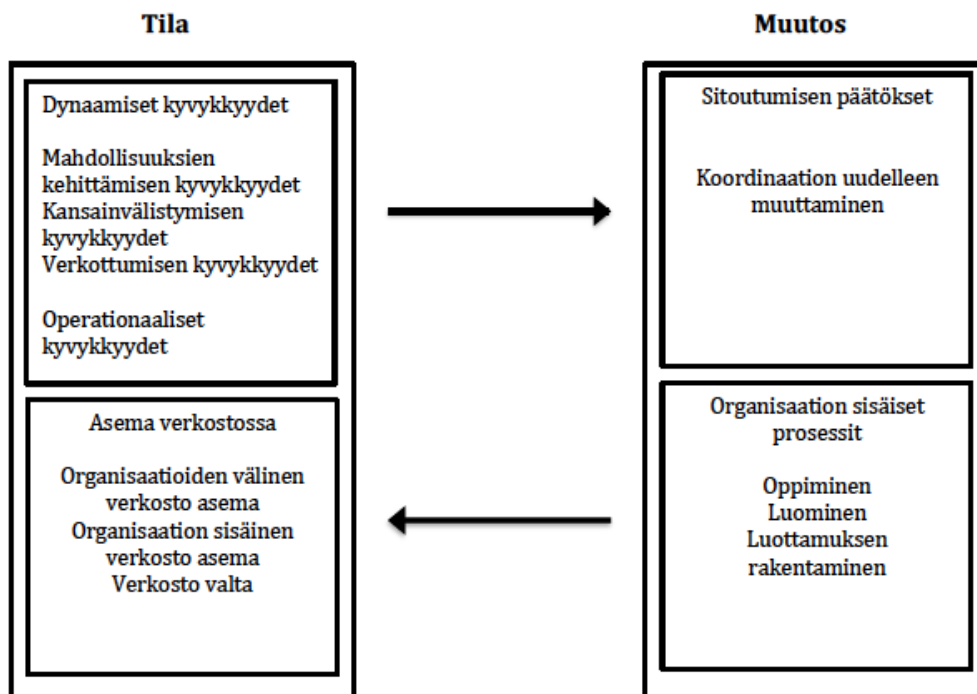 Tila
Dynaamiset kyvykkyydet
Mahdollisuuksien
kehittämisen kyvykkyydet
Kansainvälistymisen
kyvykkyydet
Verkottumisen kyvykkyydet
Operationaaliset
kyvykkyydet
Asema verkostossa
Organisaatioiden välinen
verkosto asema
Organisaation sisäinen
verkosto asema
Verkosto valta
Muutos
Sitoutumisen päätökset
Koordinaation uudelleen
muuttaminen
Organisaation sisäiset
prosessit
Oppiminen
Luominen
Luottamuksen
rakentaminen